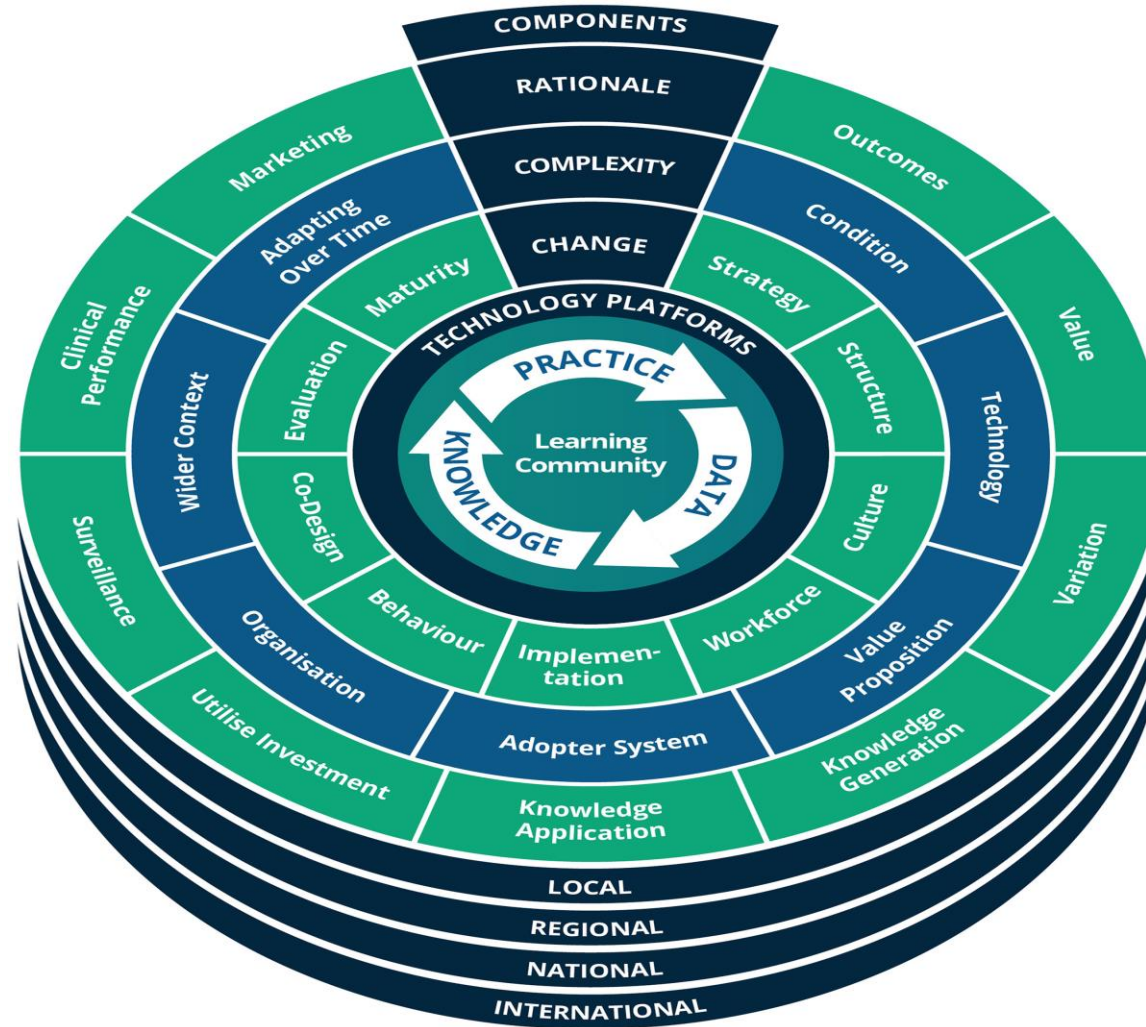 COMPONENTS
RATIONALE
COMPLEXITY
CHANGE
TECHNOLOGY PLATFORMS
PRACTICE
DATA
KNOWLEDGE
Learning
Community
Outcomes
Value
Variation
Knowledge
Generation
Knowledge
Application
Utilise Investment
Surveillance
Clinical
Performance
Marketing
Condition
Technology
Value
Proposition
Adopter System
Organisation
Wider Context
Adapting
Over Time
Strategy
Structure
Culture
Workforce
Implemen-
tation
Behaviour
Co-Design
Evaluation
Maturity
LOCAL
REGIONAL
NATIONAL
INTERNATIONAL